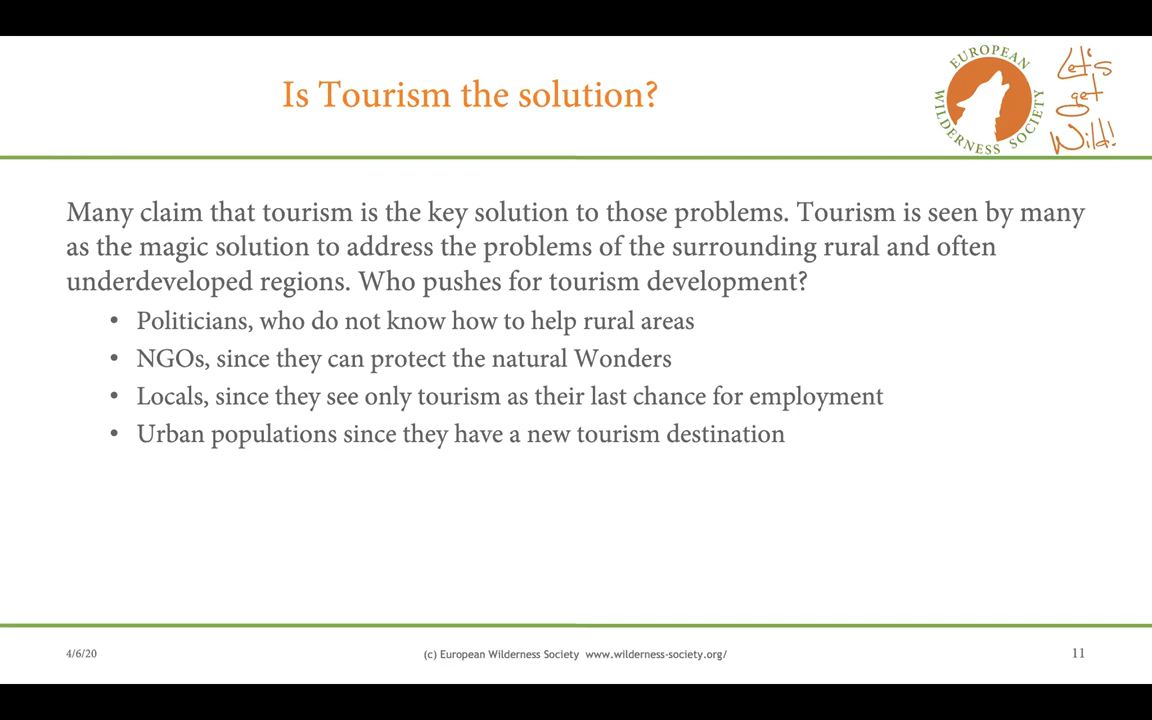 Is Tourism the solution?
EUROPEAN WILDERNESS SOCIETY
Let's
get
Wild!
Many claim that tourism is the key solution to those problems. Tourism is seen by many
as the magic solution to address the problems of the surrounding rural and often
underdeveloped regions. Who pushes for tourism development?
• Politicians, who do not know how to help rural areas
• NGOs, since they can protect the natural Wonders
• Locals, since they see only tourism as their last chance for employment
• Urban populations since they have a new tourism destination
4/6/20
(c) European Wilderness Society www.wilderness-society.org/
11